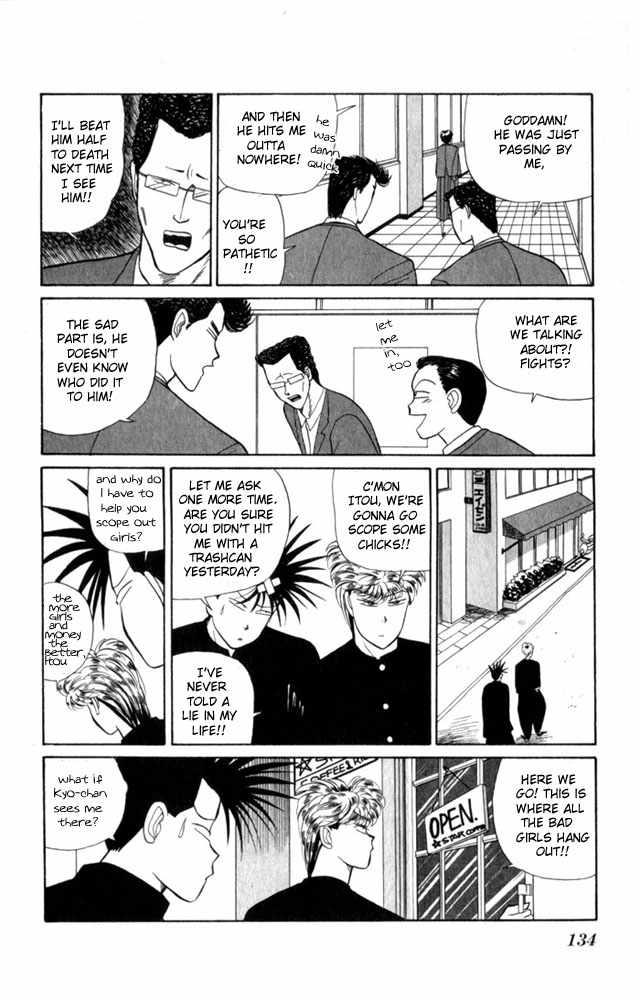 GODDAMN!
HE WAS JUST
PASSING BY
ME,
AND THEN
HE HITS ME
OUTTA
NOWHERE!
he
was
damn
quick
YOU'RE
SO
PATHETIC
!!
I'LL BEAT
HIM HALF
TO DEATH
NEXT TIME
I SEE
HIM!!
WHAT ARE
WE TALKING
ABOUT?!
FIGHTS?
let
me
in,
too
THE SAD
PART IS, HE
DOESN'T
EVEN KNOW
WHO DID IT
TO HIM!
C'MON
ITOU, WE'RE
GONNA GO
SCOPE SOME
CHICKS!!
LET ME ASK
ONE MORE TIME.
ARE YOU SURE
YOU DIDN'T HIT
ME WITH A
TRASHCAN
YESTERDAY?
I'VE
NEVER
TOLD A
LIE IN MY
LIFE!!
and why do
I have to
help you
scope out
girls?
the
more
girls
and
money
the
better,
Itou
HERE WE
GO! THIS IS
WHERE ALL
THE BAD
GIRLS HANG
OUT!!
OPEN.
★STAR COFFEE
what if
Kyo-chan
sees me
there?
134